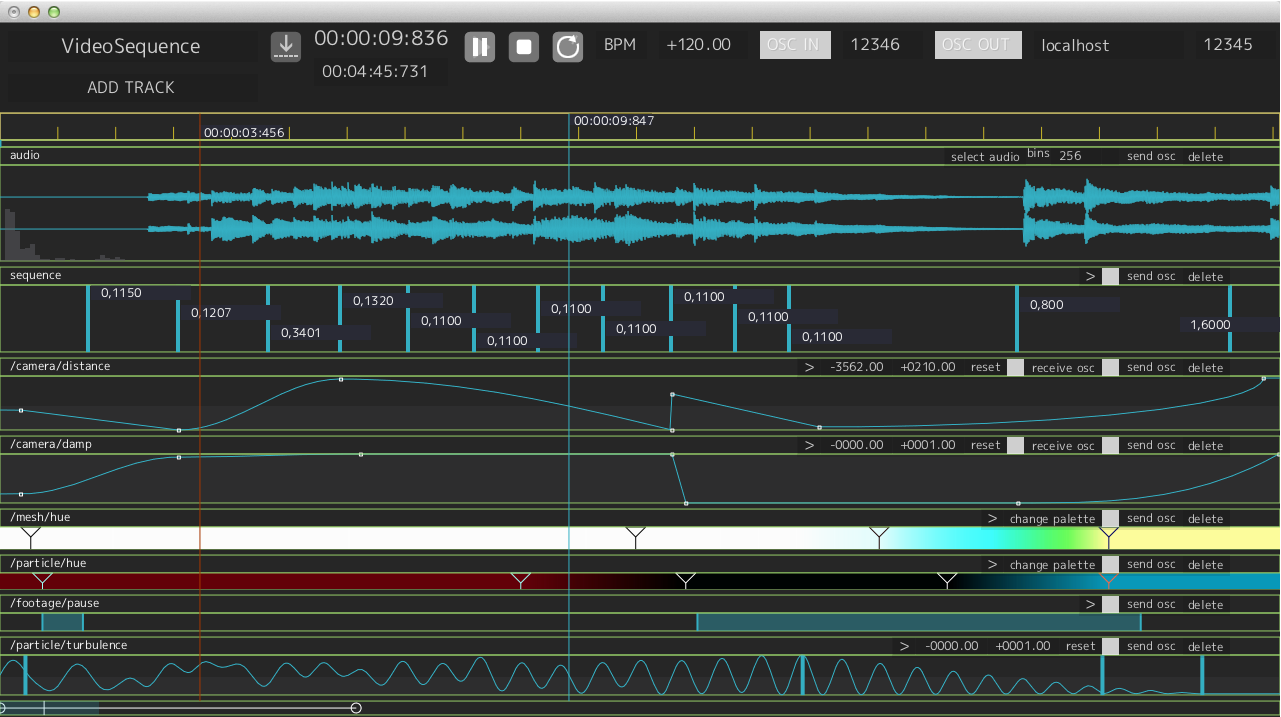 VideoSequence 00:00:09:836 BPM +120.00 OSC IN 12346 OSC OUT localhost 12345
00:04:45:731
ADD TRACK
00:00:09:847
00:00:03:456
audio select audio bins 256 send osc delete
sequence > send osc delete
0,1150 0,1207 0,3401 0,1320 0,1100 0,1100 0,1100 0,1100 0,1100 0,1100 0,1100 0,800 1,6000
/camera/distance > -3562.00 +0210.00 reset receive osc send osc delete
/camera/damp > -0000.00 +0001.00 reset receive osc send osc delete
/mesh/hue > change palette send osc delete
/particle/hue > change palette send osc delete
/footage/pause > send osc delete
/particle/turbulence > -0000.00 +0001.00 reset send osc delete